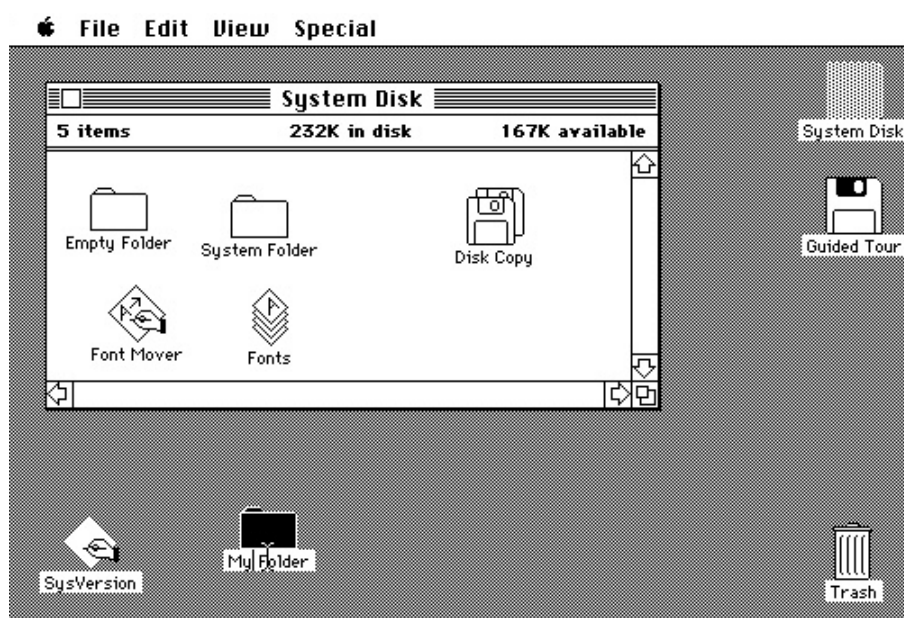 File Edit View Special
System Disk
5 items 232K in disk 167K available
System Disk
Empty Folder System Folder Disk Copy
Guided Tour
Font Mover Fonts
SysVersion My Folder Trash